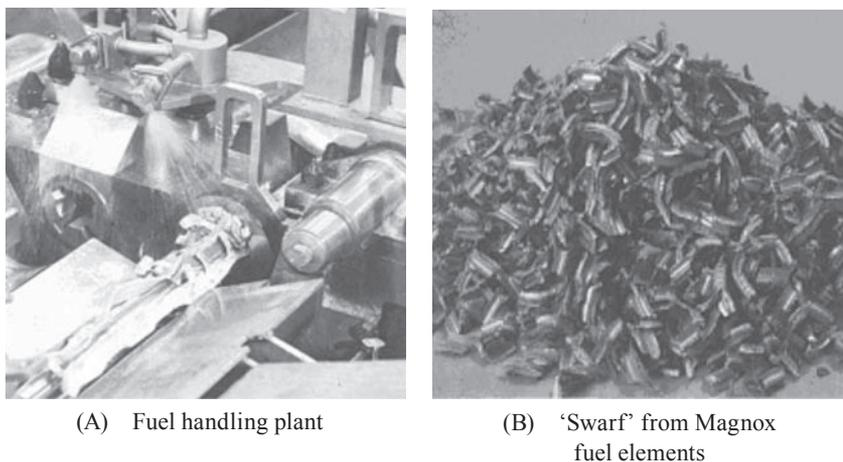 (A) Fuel handling plant
(B) ‘Swarf’ from Magnox
fuel elements